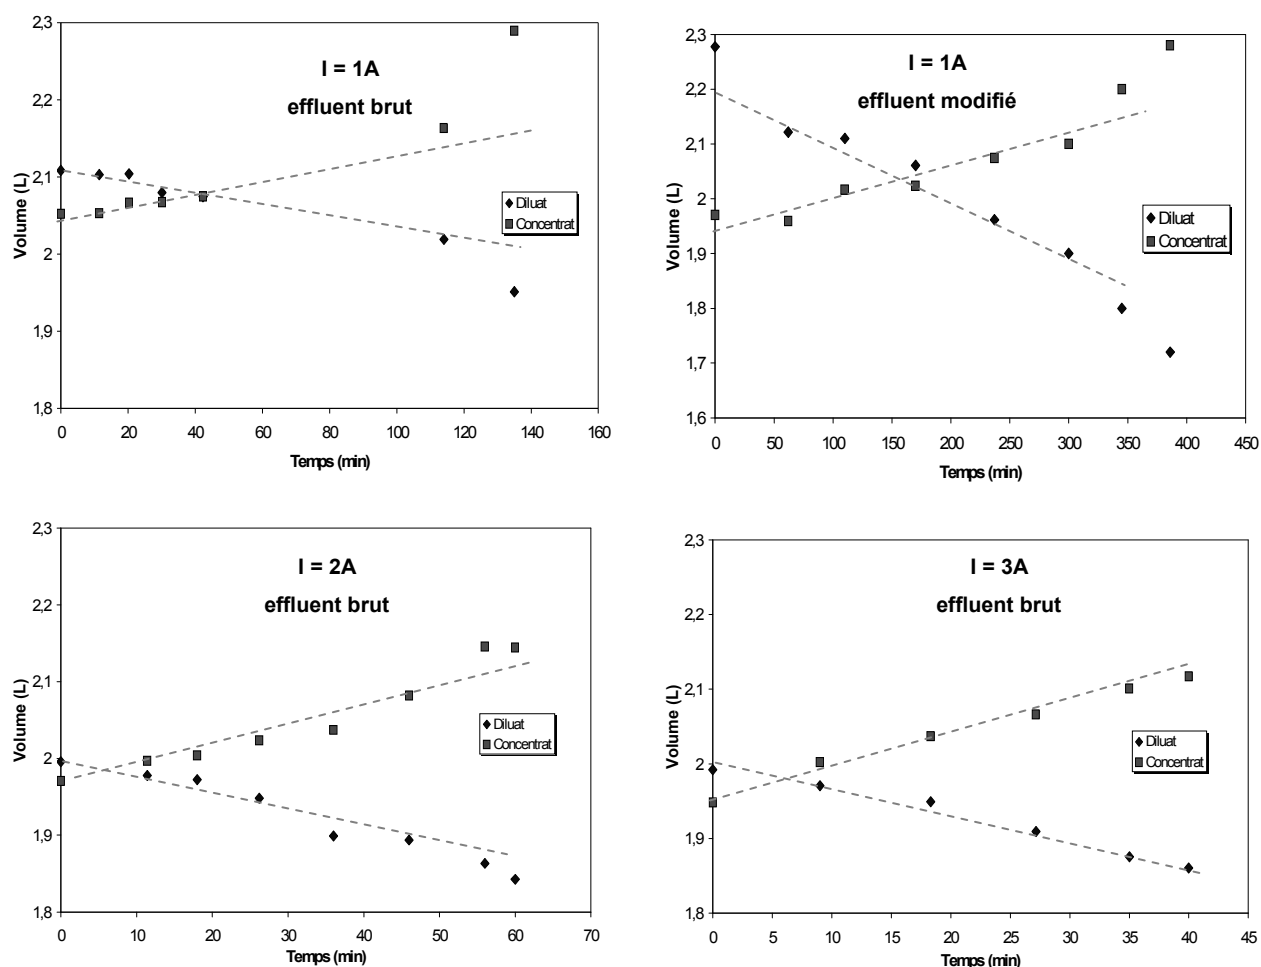 2,3
2,2
2,1
2
1,9
1,8
Volume (L)
I = 1A
effluent brut
Diluat
Concentrat
0 20 40 60 80 100 120 140 160
Temps (min)
2,3
2,2
2,1
2
1,9
1,8
1,7
1,6
Volume (L)
I = 1A
effluent modifié
Diluat
Concentrat
0 50 100 150 200 250 300 350 400 450
Temps (min)
2,3
2,2
2,1
2
1,9
1,8
Volume (L)
I = 2A
effluent brut
Diluat
Concentrat
0 10 20 30 40 50 60 70
Temps (min)
2,3
2,2
2,1
2
1,9
1,8
Volume (L)
I = 3A
effluent brut
Diluat
Concentrat
0 5 10 15 20 25 30 35 40 45
Temps (min)